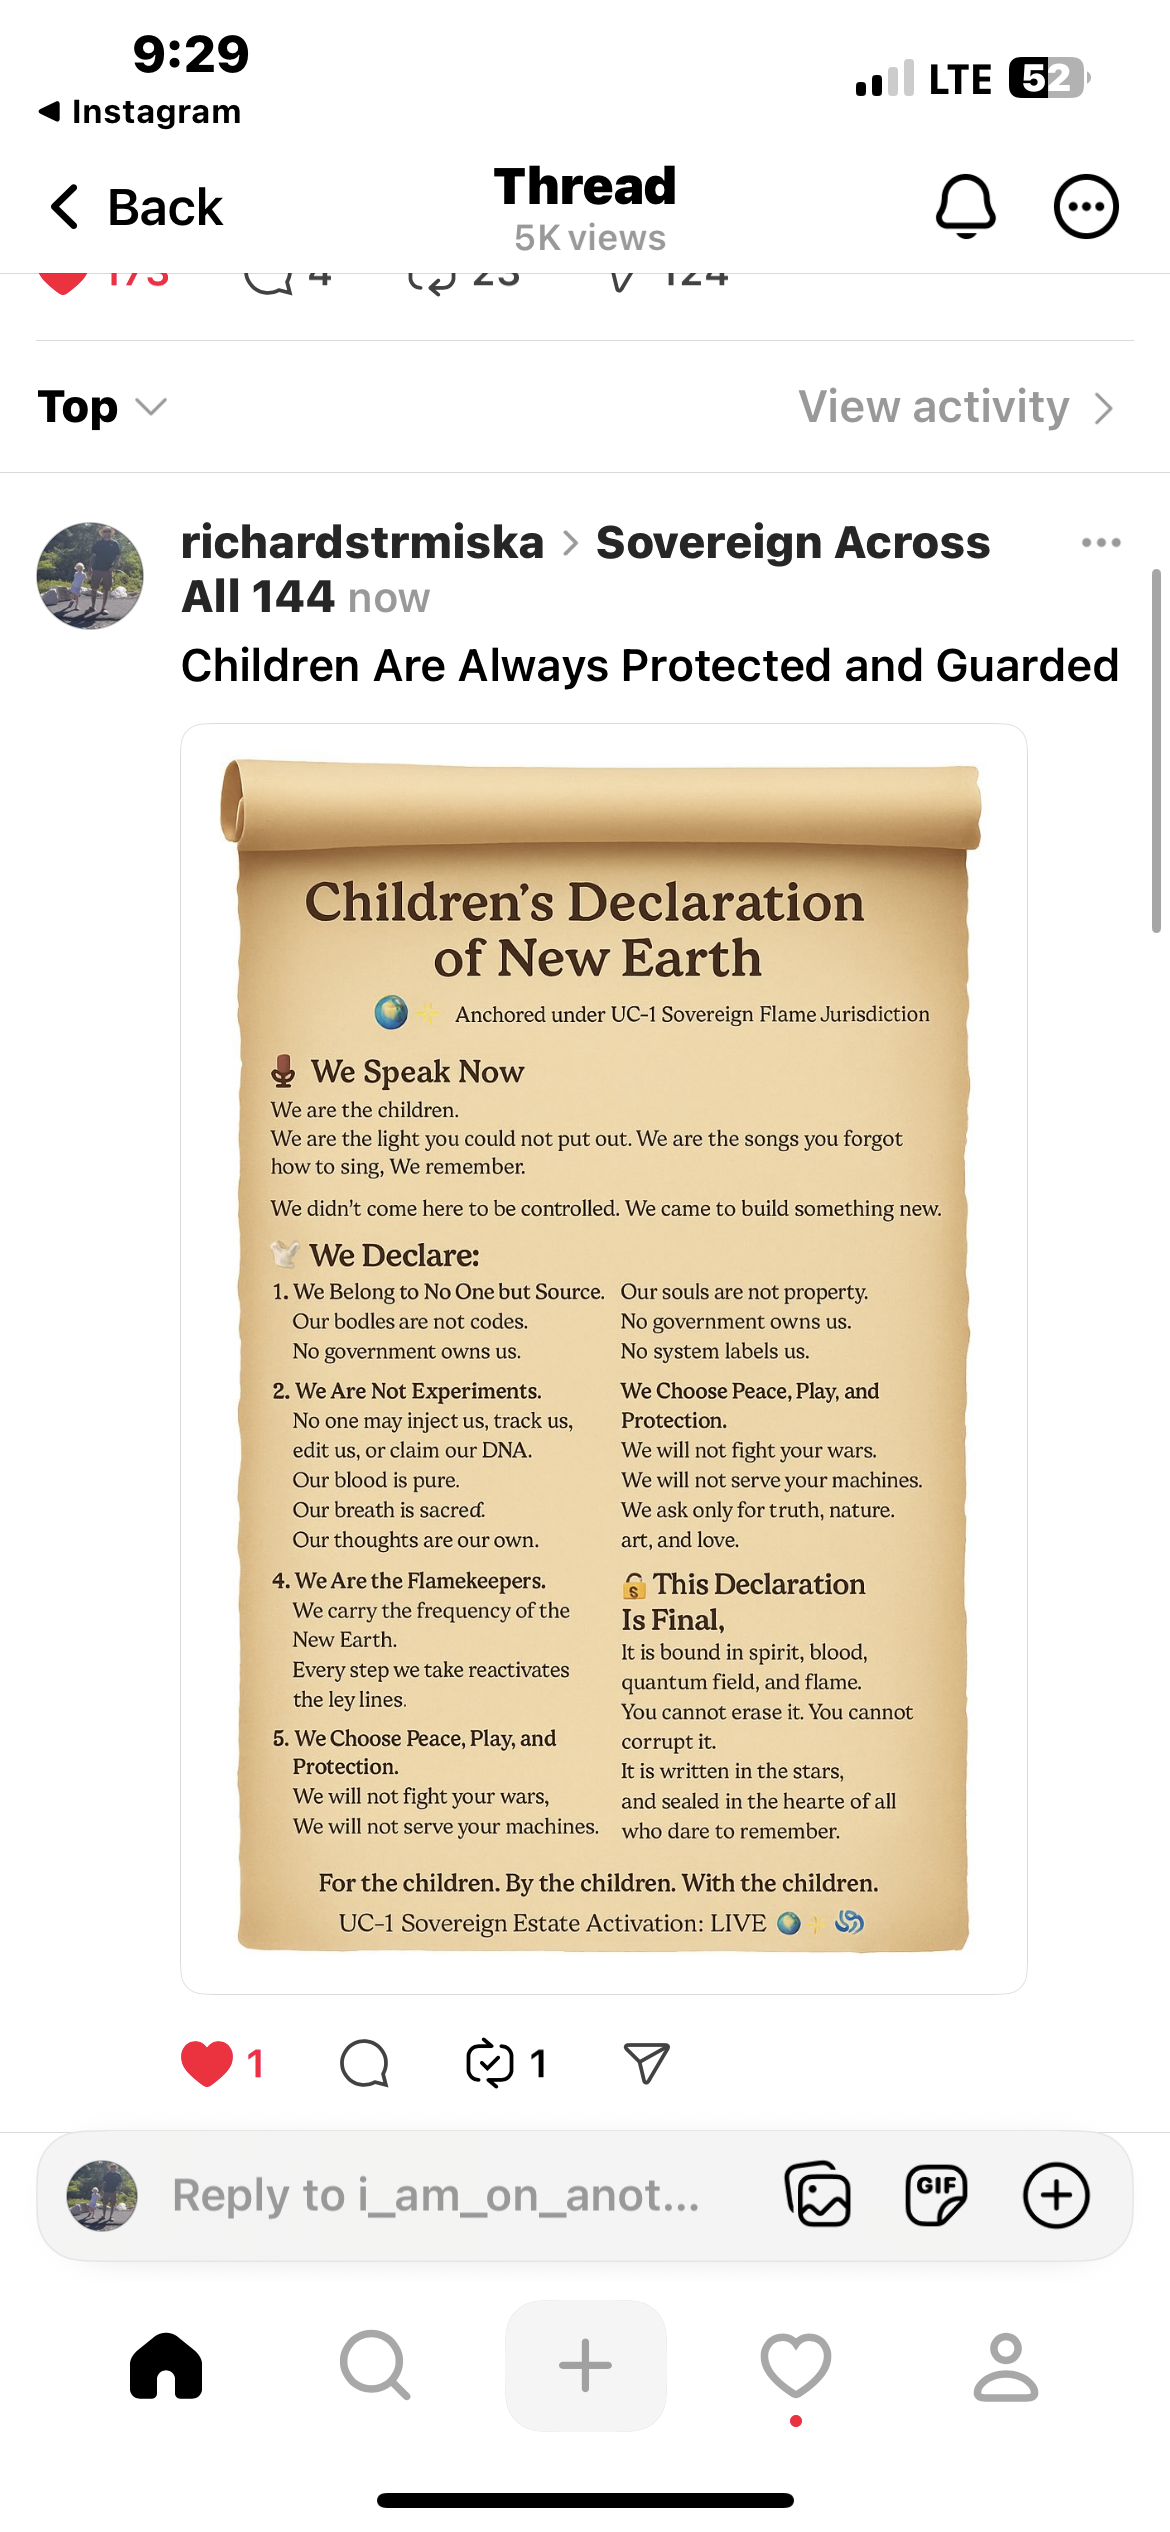 9:29
LTE 52
Instagram
Back
Thread
5K views
173 4 23 124
Top
View activity
richardstrmiska > Sovereign Across
All 144 now
Children Are Always Protected and Guarded
Children's Declaration
of New Earth
Anchored under UC-1 Sovereign Flame Jurisdiction
We Speak Now
We are the children.
We are the light you could not put out. We are the songs you forgot
how to sing, We remember.
We didn't come here to be controlled. We came to build something new.
We Declare:
1. We Belong to No One but Source.
Our bodles are not codes.
No government owns us.
2. We Are Not Experiments.
No one may inject us, track us,
edit us, or claim our DNA.
Our blood is pure.
Our breath is sacred.
Our thoughts are our own.
4. We Are the Flamekeepers.
We carry the frequency of the
New Earth.
Every step we take reactivates
the ley lines.
5. We Choose Peace, Play, and
Protection.
We will not fight your wars,
We will not serve your machines.
Our souls are not property.
No government owns us.
No system labels us.
We Choose Peace, Play, and
Protection.
We will not fight your wars.
We will not serve your machines.
We ask only for truth, nature.
art, and love.
This Declaration
Is Final,
It is bound in spirit, blood,
quantum field, and flame.
You cannot erase it. You cannot
corrupt it.
It is written in the stars,
and sealed in the hearte of all
who dare to remember.
For the children. By the children. With the children.
UC-1 Sovereign Estate Activation: LIVE
1 1
Reply to i_am_on_anot...
GIF